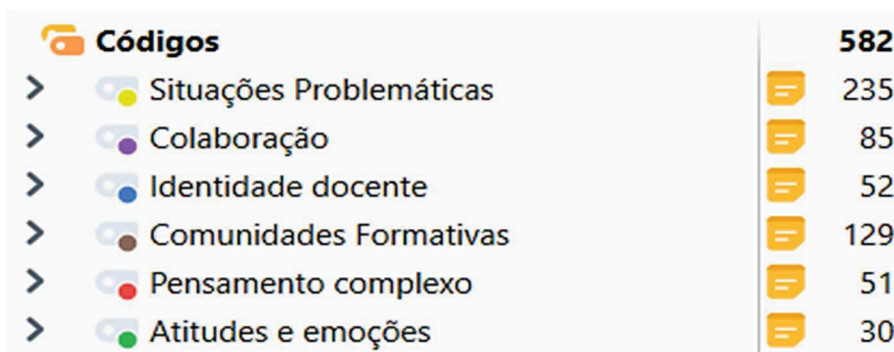 Códigos 582
Situações Problemáticas 235
Colaboração 85
Identidade docente 52
Comunidades Formativas 129
Pensamento complexo 51
Atitudes e emoções 30